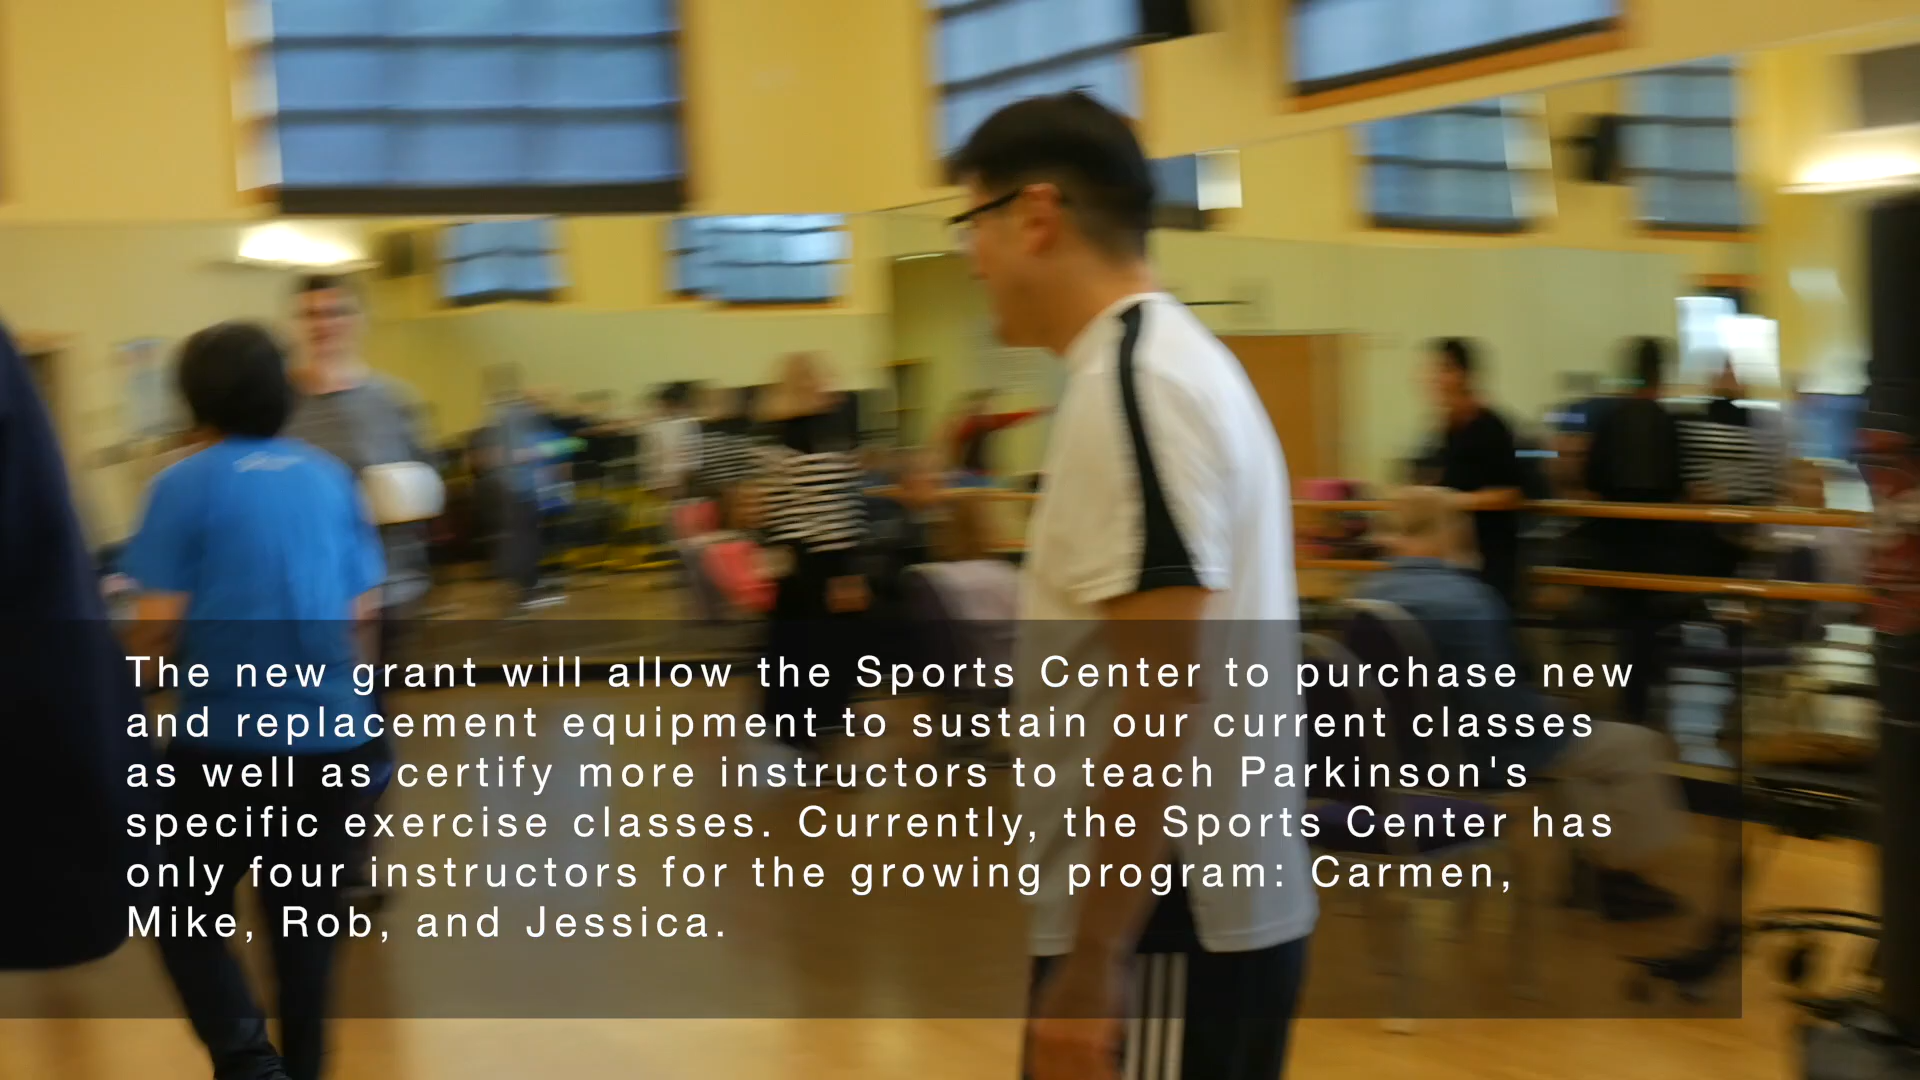 The new grant will allow the Sports Center to purchase new
and replacement equipment to sustain our current classes
as well as certify more instructors to teach Parkinson's
specific exercise classes. Currently, the Sports Center has
only four instructors for the growing program: Carmen,
Mike, Rob, and Jessica.